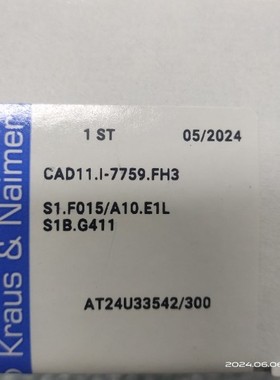 1 ST 05/2024
CAD11.I-7759.FH3
S1.F015/A10.E1L
S1B.G411
AT24U33542/300
Kraus & Naimer
2024.06.06